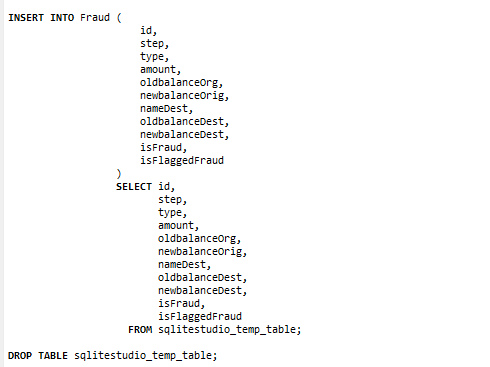 INSERT INTO Fraud (
id,
step,
type,
amount,
oldbalanceOrg,
newbalanceOrig,
nameDest,
oldbalanceDest,
newbalanceDest,
isFraud,
isFlaggedFraud
)
SELECT id,
step,
type,
amount,
oldbalanceOrg,
newbalanceOrig,
nameDest,
oldbalanceDest,
newbalanceDest,
isFraud,
isFlaggedFraud
FROM sqlitestudio_temp_table;
DROP TABLE sqlitestudio_temp_table;